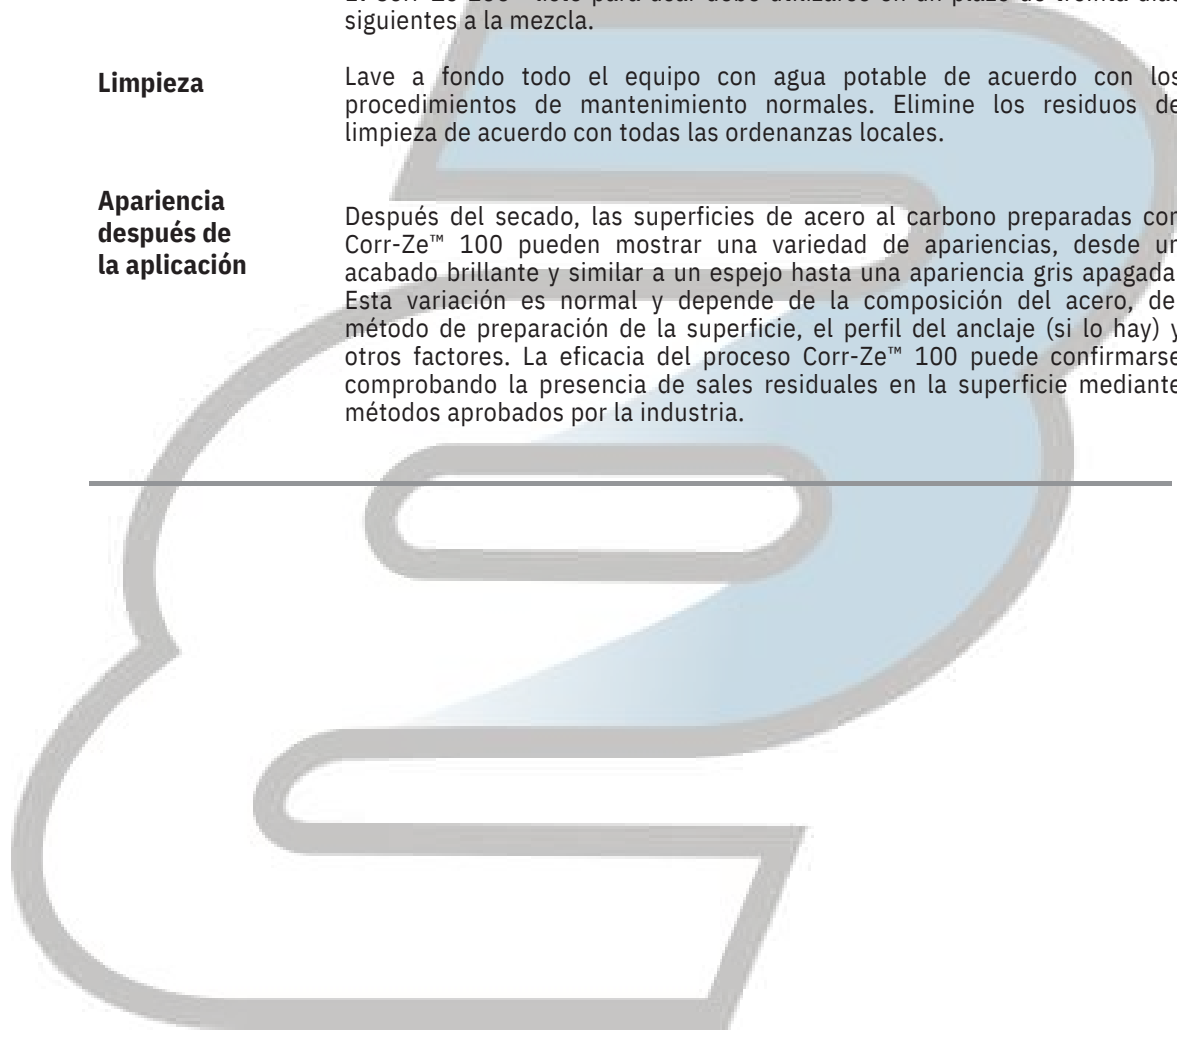 siguientes a la mezcla.
Limpieza
Lave a fondo todo el equipo con agua potable de acuerdo con los
procedimientos de mantenimiento normales. Elimine los residuos de
limpieza de acuerdo con todas las ordenanzas locales.
Apariencia
después de
la aplicación
Después del secado, las superficies de acero al carbono preparadas con
Corr-Ze™ 100 pueden mostrar una variedad de apariencias, desde un
acabado brillante y similar a un espejo hasta una apariencia gris apagada.
Esta variación es normal y depende de la composición del acero, del
método de preparación de la superficie, el perfil del anclaje (si lo hay) y
otros factores. La eficacia del proceso Corr-Ze™ 100 puede confirmarse
comprobando la presencia de sales residuales en la superficie mediante
métodos aprobados por la industria.